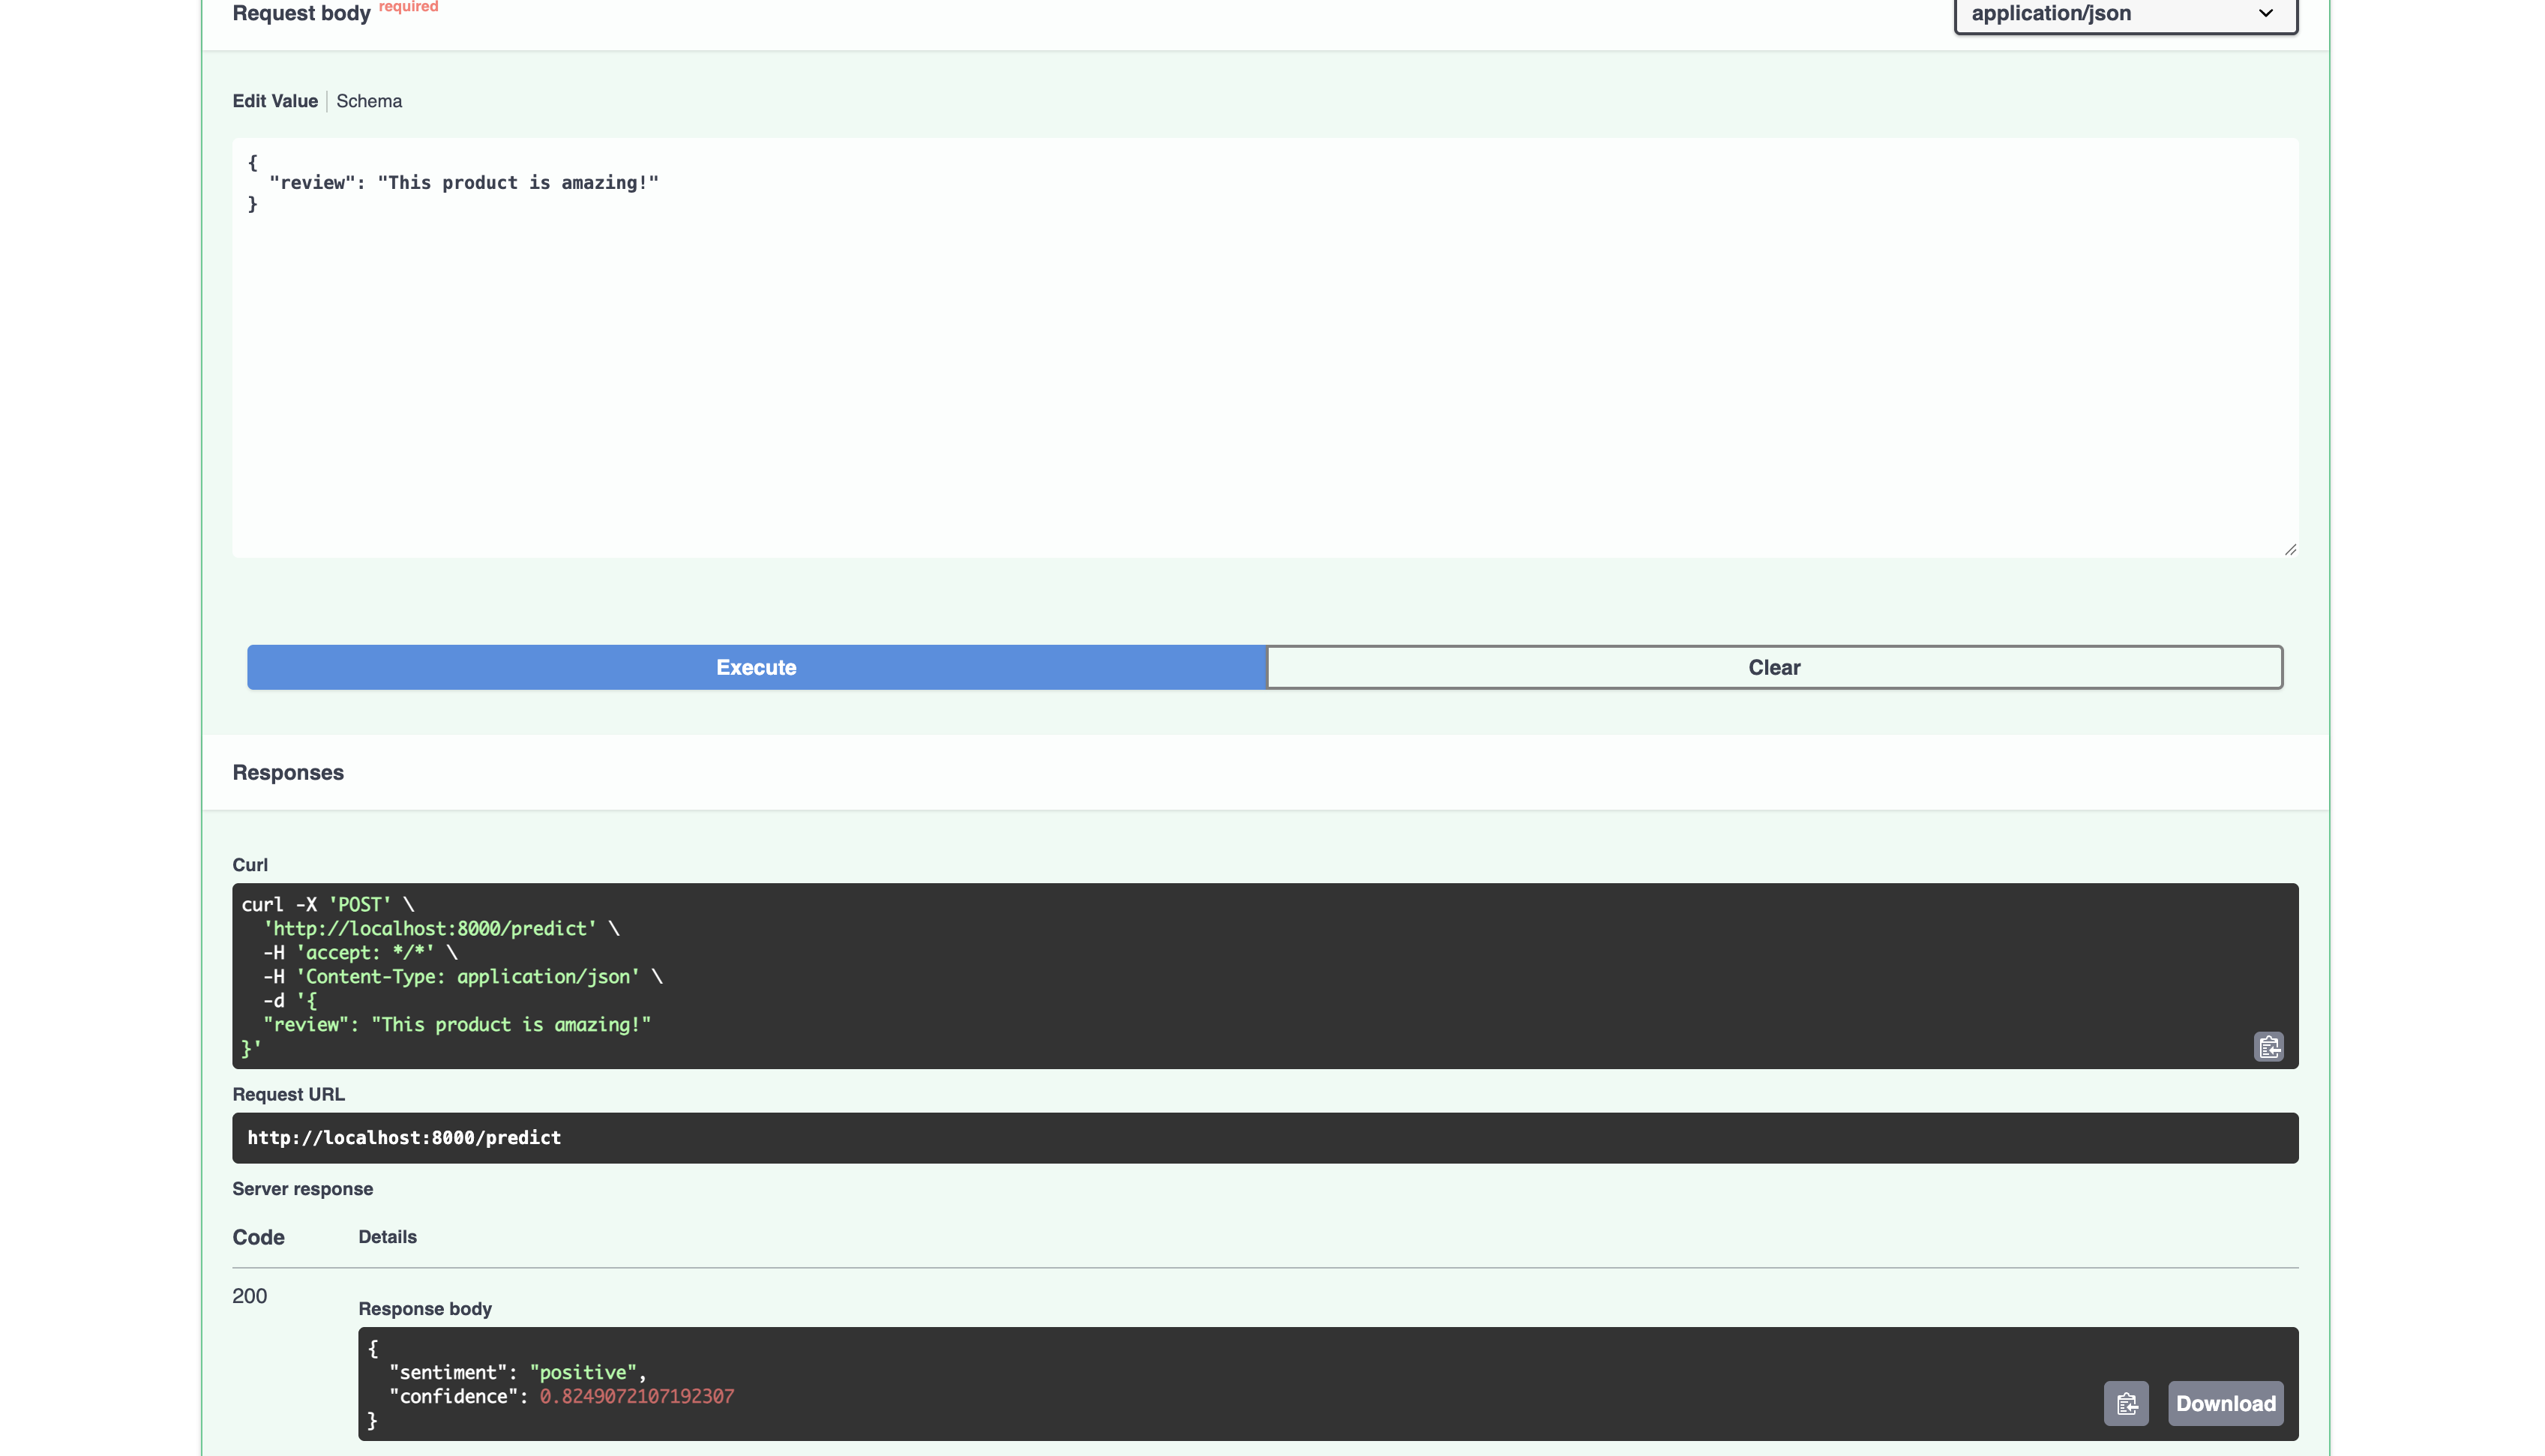 Request body required
application/json
Edit Value Schema
{
  "review": "This product is amazing!"
}
Execute
Clear
Responses
Curl
curl -X 'POST' \
  'http://localhost:8000/predict' \
  -H 'accept: */*' \
  -H 'Content-Type: application/json' \
  -d '{
  "review": "This product is amazing!"
}'
Request URL
http://localhost:8000/predict
Server response
Code Details
200
Response body
{
  "sentiment": "positive",
  "confidence": 0.8249072107192307
}
Download